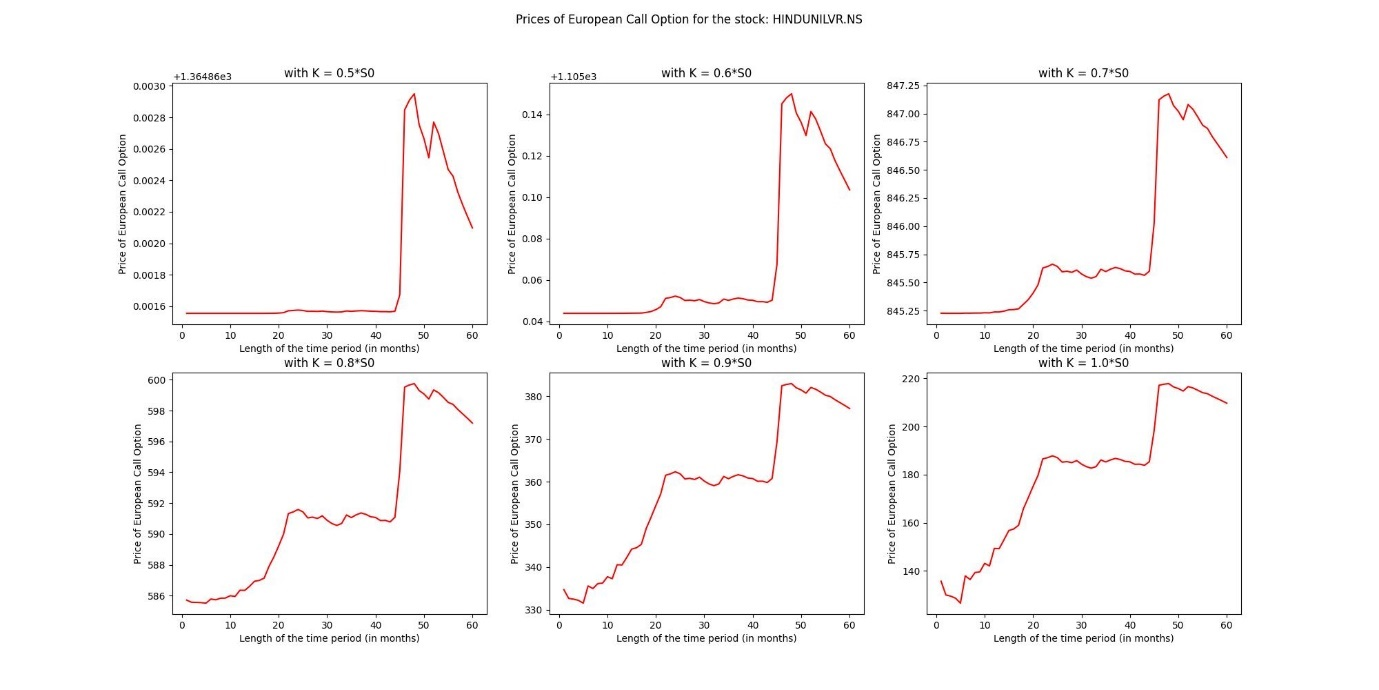 Prices of European Call Option for the stock: HINDUNILVR.NS
with K = 0.5*S0
+1.36486e3
0.0030
0.0028
0.0026
0.0024
0.0022
0.0020
0.0018
0.0016
Price of European Call Option
0 10 20 30 40 50 60
Length of the time period (in months)
with K = 0.6*S0
+1.105e3
0.14
0.12
0.10
0.08
0.06
0.04
Price of European Call Option
0 10 20 30 40 50 60
Length of the time period (in months)
with K = 0.7*S0
847.25
847.00
846.75
846.50
846.25
846.00
845.75
845.50
845.25
Price of European Call Option
0 10 20 30 40 50 60
Length of the time period (in months)
with K = 0.8*S0
600
598
596
594
592
590
588
586
Price of European Call Option
0 10 20 30 40 50 60
Length of the time period (in months)
with K = 0.9*S0
380
370
360
350
340
330
Price of European Call Option
0 10 20 30 40 50 60
Length of the time period (in months)
with K = 1.0*S0
220
200
180
160
140
Price of European Call Option
0 10 20 30 40 50 60
Length of the time period (in months)